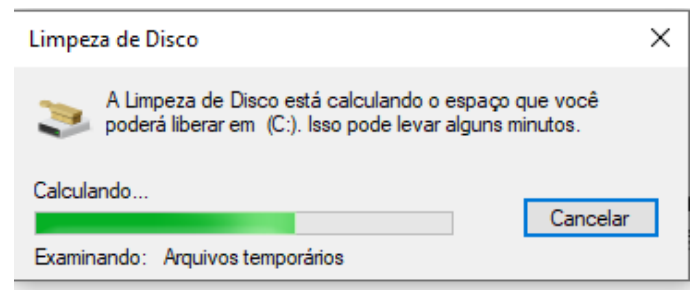 Limpeza de Disco
A Limpeza de Disco está calculando o espaço que você
poderá liberar em  (C:). Isso pode levar alguns minutos.
Calculando...
Cancelar
Examinando:   Arquivos temporários